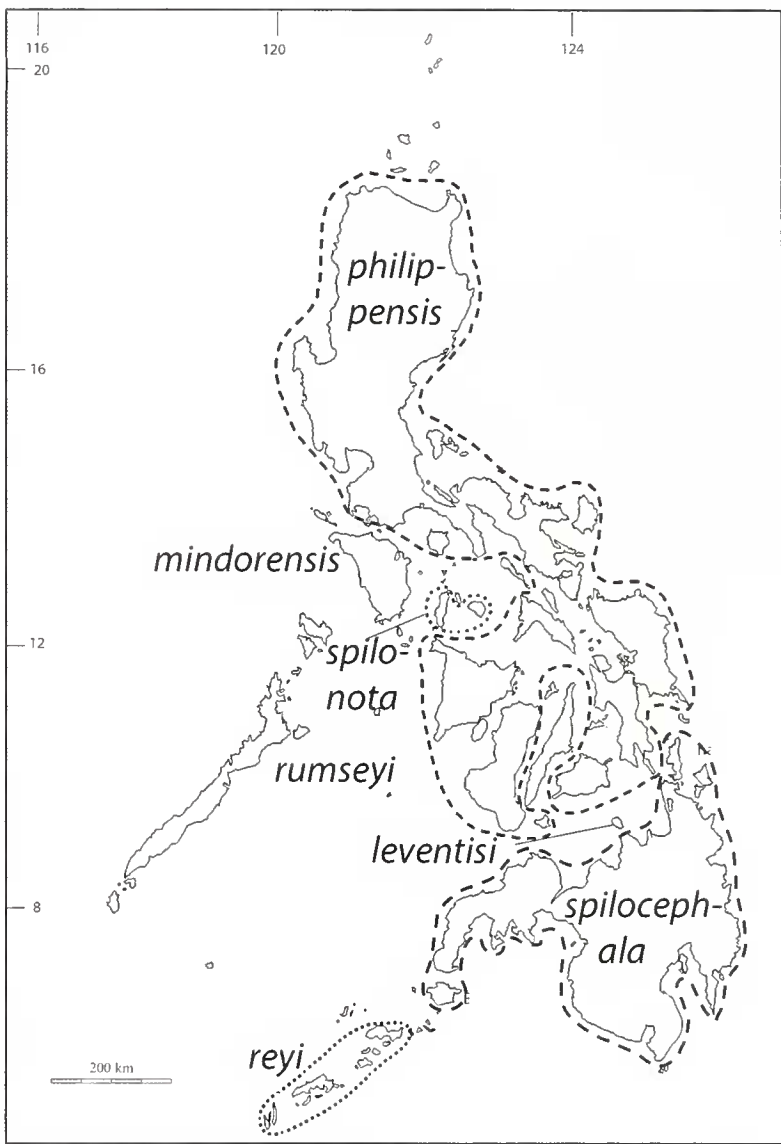 116
120
124
20
philip-
pensis
16
mindorensis
12
spilo-
nota
rumseyi
leventisi
8
spiloceph-
ala
reyi
200 km